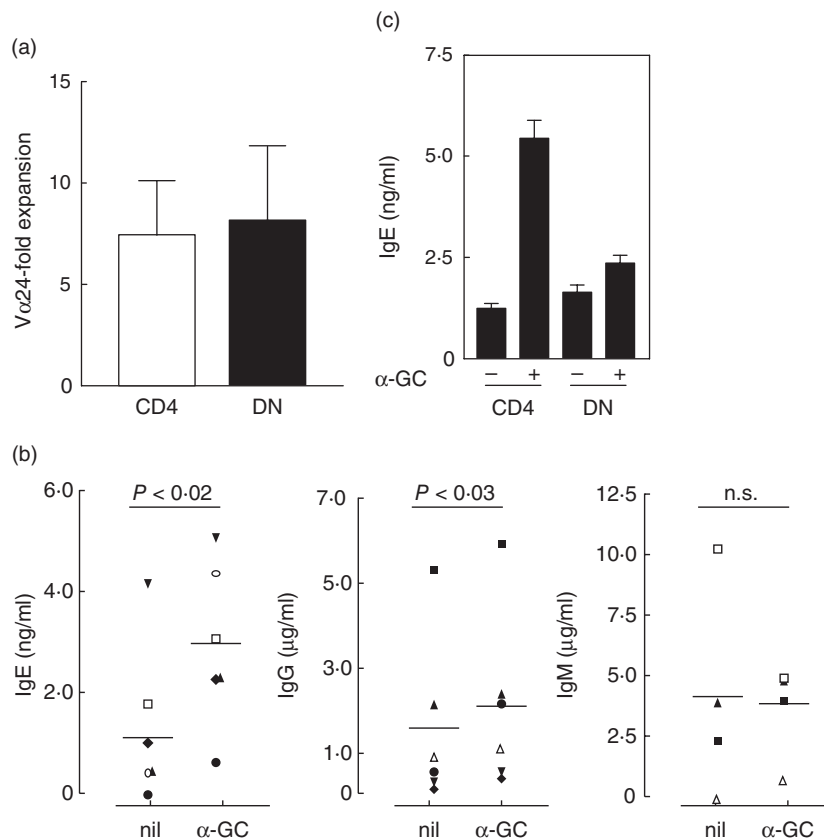 (a)
15
10
5
0
Vα24-fold expansion
CD4 DN
(c)
7·5
5·0
2·5
0
IgE (ng/ml)
α-GC − + − +
CD4 DN
(b)
6·0
4·0
2·0
0
IgE (ng/ml)
P < 0·02
nil α-GC
7·0
5·0
3·0
1·0
0
IgG (μg/ml)
P < 0·03
nil α-GC
12·5
10·0
7·5
5·0
2·5
0
IgM (μg/ml)
n.s.
nil α-GC